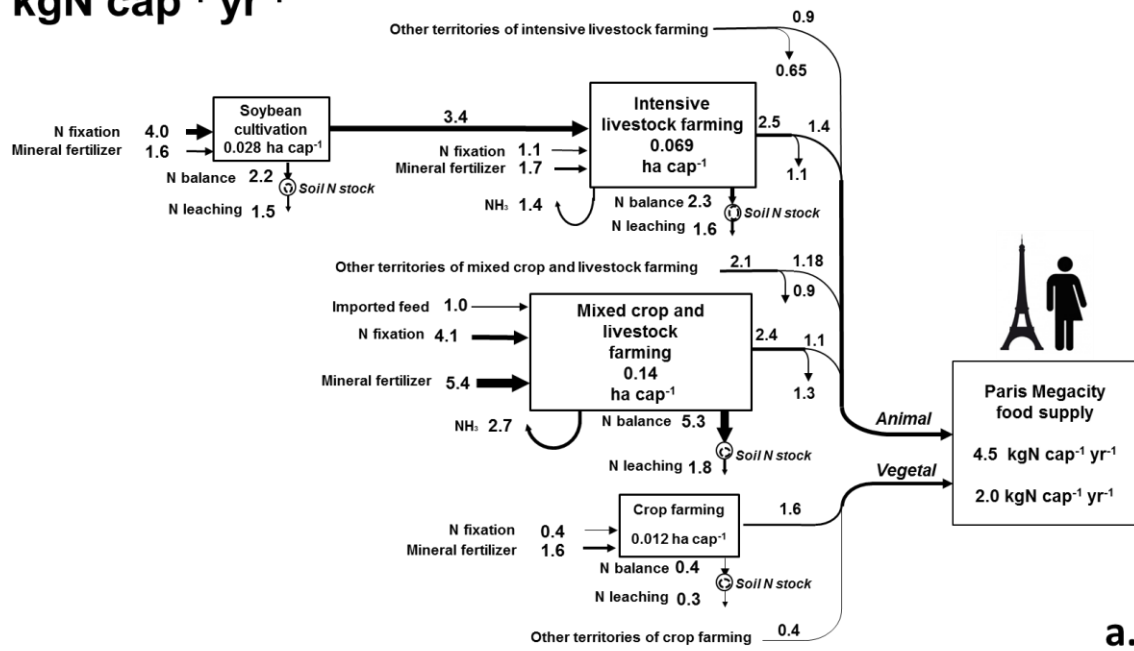 kgN cap⁻¹ yr⁻¹
Other territories of intensive livestock farming
0.9
0.65
Soybean
cultivation
0.028 ha cap⁻¹
N fixation 4.0
Mineral fertilizer 1.6
3.4
N balance 2.2
Soil N stock
N leaching 1.5
Intensive
livestock farming
0.069
ha cap⁻¹
N fixation 1.1
Mineral fertilizer 1.7
2.5
1.4
1.1
NH₃ 1.4
N balance 2.3
Soil N stock
N leaching 1.6
Other territories of mixed crop and livestock farming
2.1
1.18
0.9
Imported feed 1.0
N fixation 4.1
Mineral fertilizer 5.4
Mixed crop and
livestock
farming
0.14
ha cap⁻¹
2.4
1.1
1.3
NH₃ 2.7
N balance 5.3
Soil N stock
N leaching 1.8
Animal
Vegetal
Paris Megacity
food supply
4.5 kgN cap⁻¹ yr⁻¹
2.0 kgN cap⁻¹ yr⁻¹
Crop farming
0.012 ha cap⁻¹
N fixation 0.4
Mineral fertilizer 1.6
1.6
N balance 0.4
Soil N stock
N leaching 0.3
Other territories of crop farming
0.4
a.